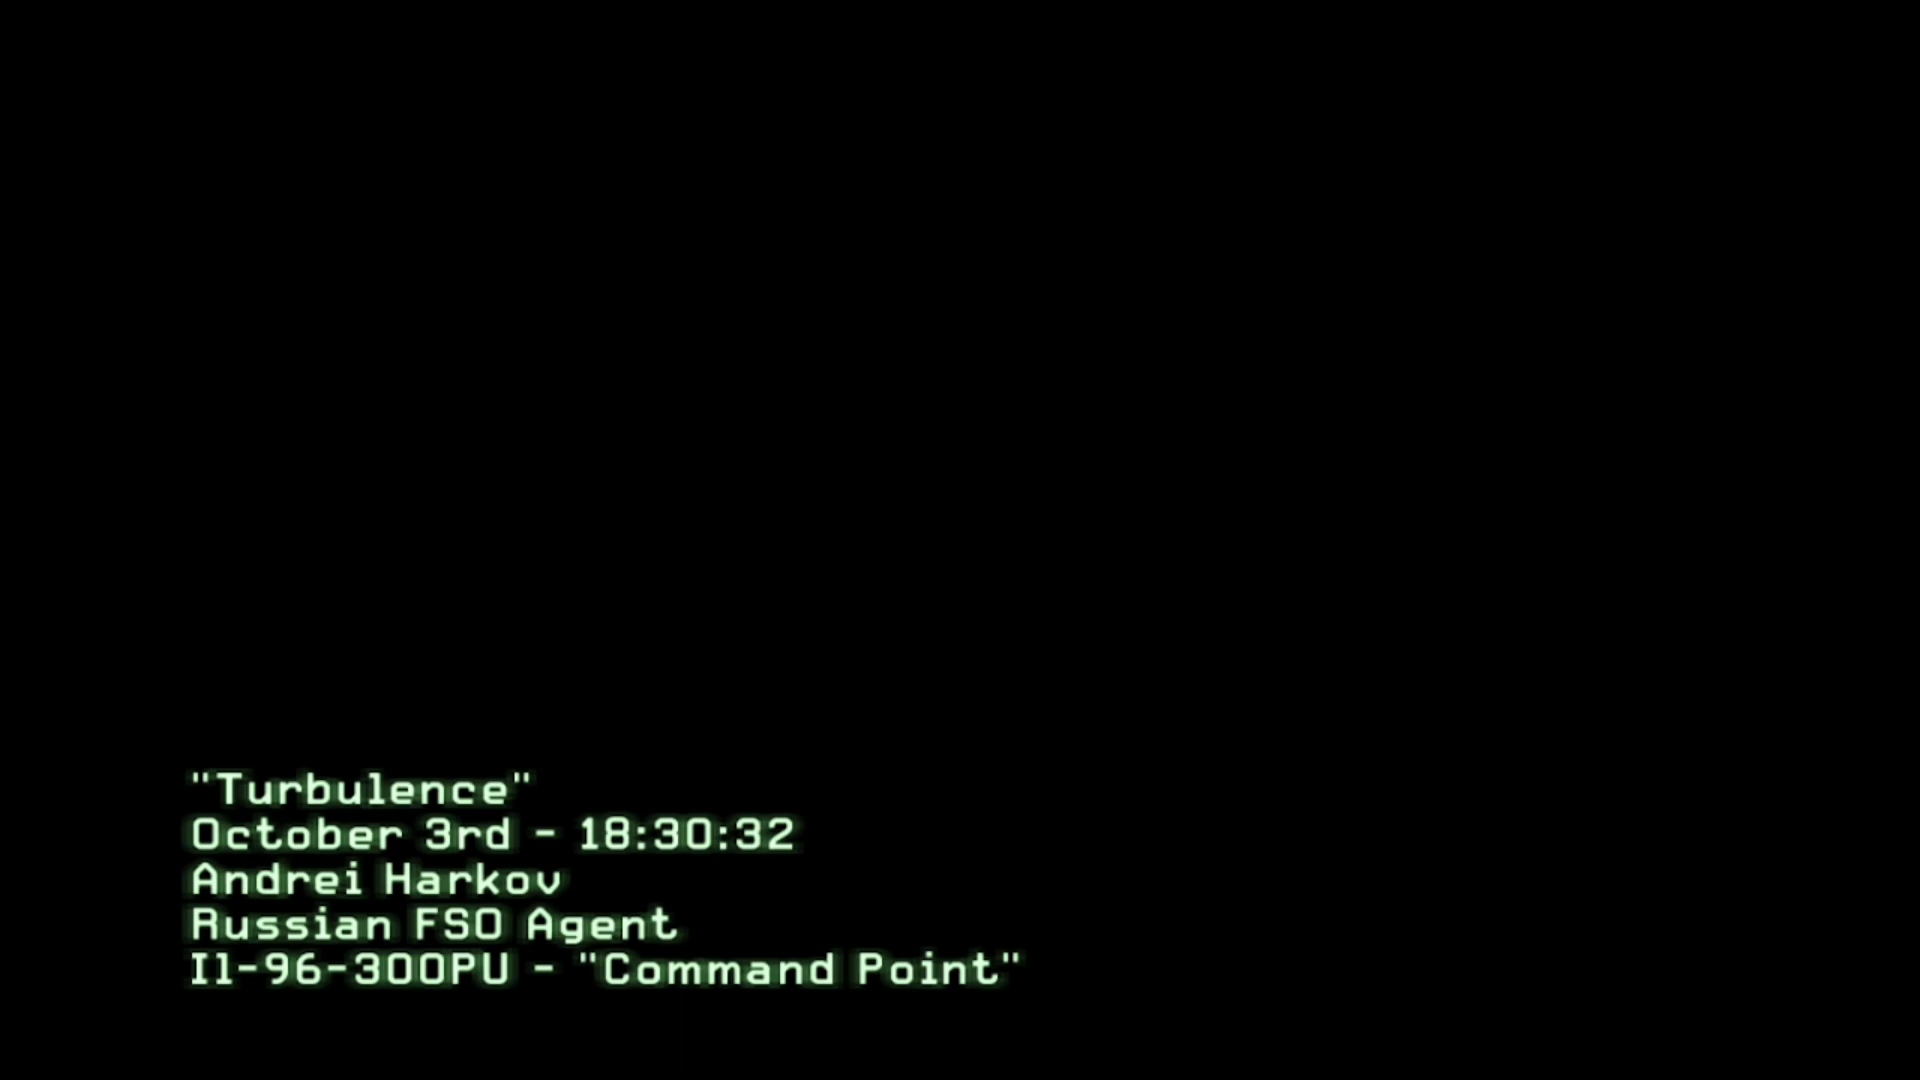 "Turbulence"
October 3rd - 18:30:32
Andrei Harkov
Russian FSO Agent
Il-96-300PU - "Command Point"